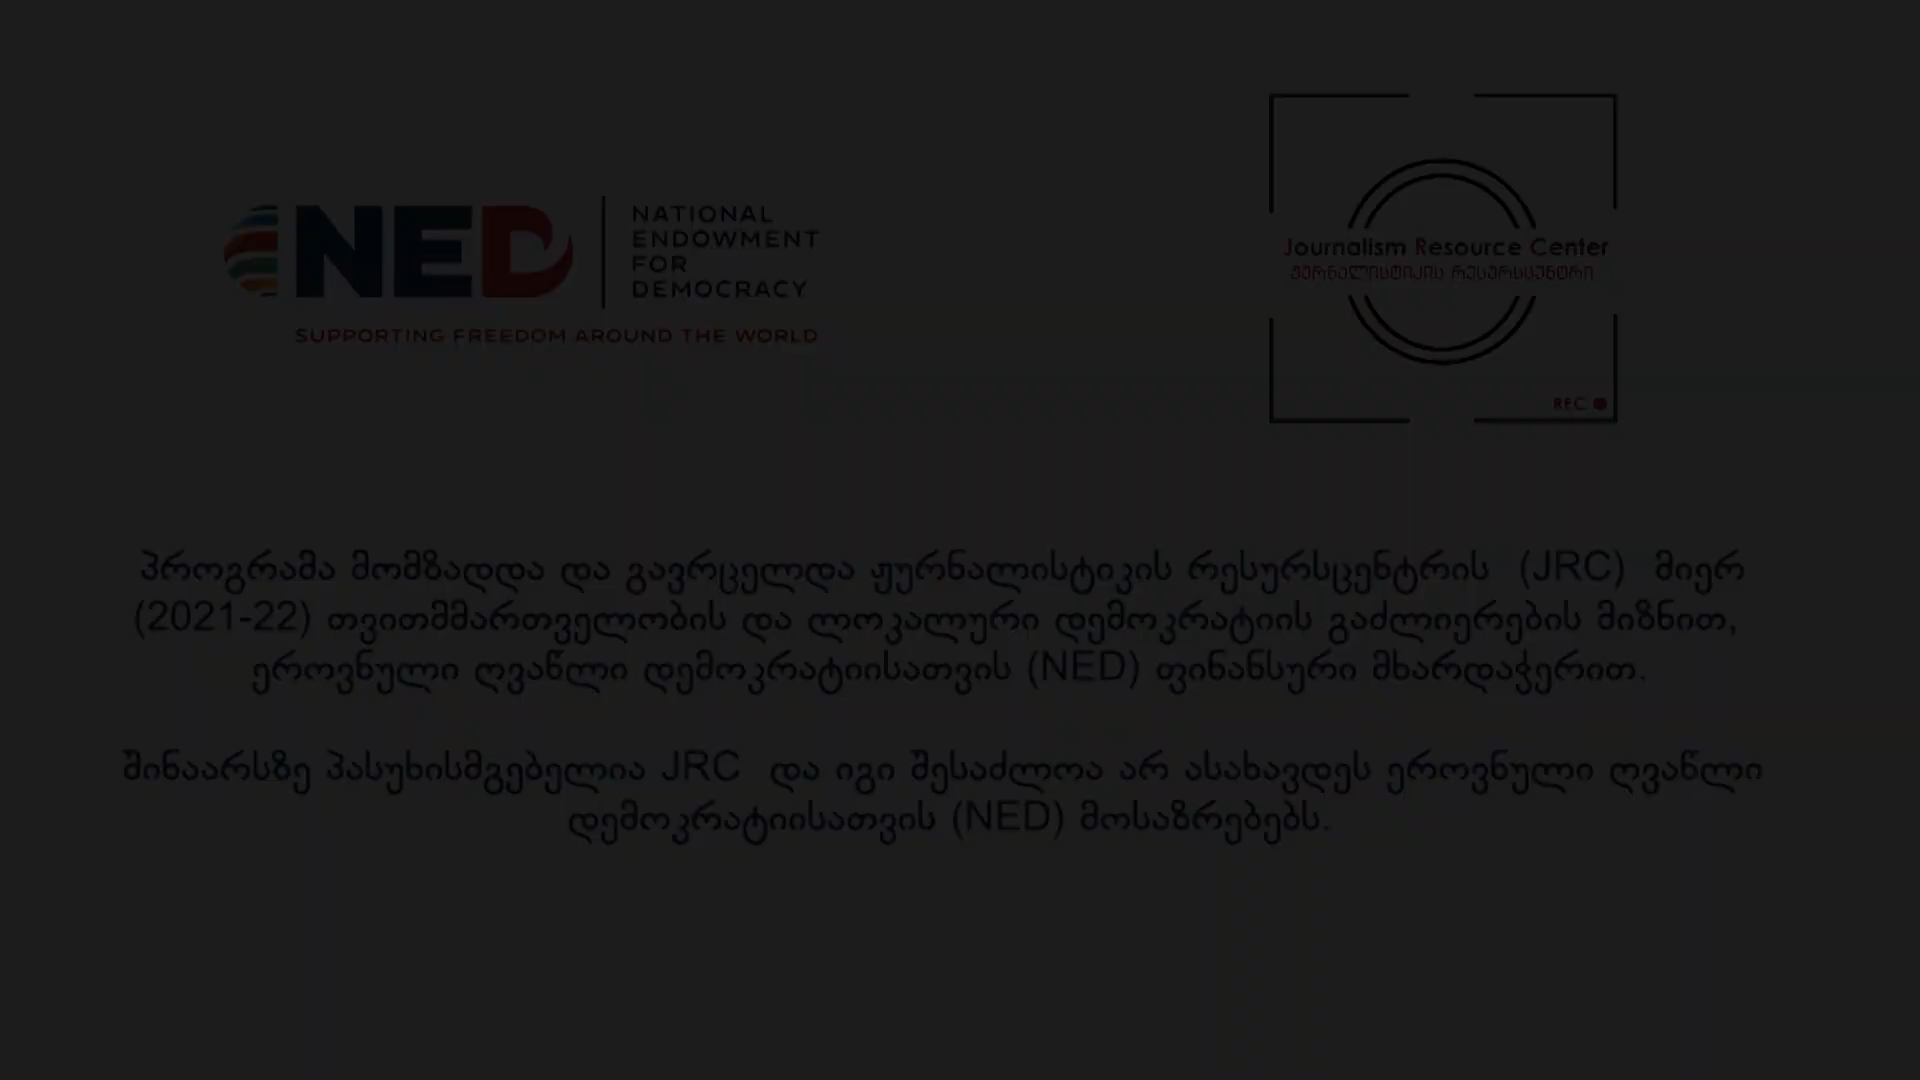 NED
NATIONAL
ENDOWMENT
FOR
DEMOCRACY
SUPPORTING FREEDOM AROUND THE WORLD
Journalism Resource Center
ჟურნალისტიკის რესურსცენტრი
REC
პროგრამა მომზადდა და გავრცელდა ჟურნალისტიკის რესურსცენტრის (JRC) მიერ
(2021-22) თვითმმართველობის და ლოკალური დემოკრატიის გაძლიერების მიზნით,
ეროვნული ღვაწლი დემოკრატიისათვის (NED) ფინანსური მხარდაჭერით.
შინაარსზე პასუხისმგებელია JRC და იგი შესაძლოა არ ასახავდეს ეროვნული ღვაწლი
დემოკრატიისათვის (NED) მოსაზრებებს.